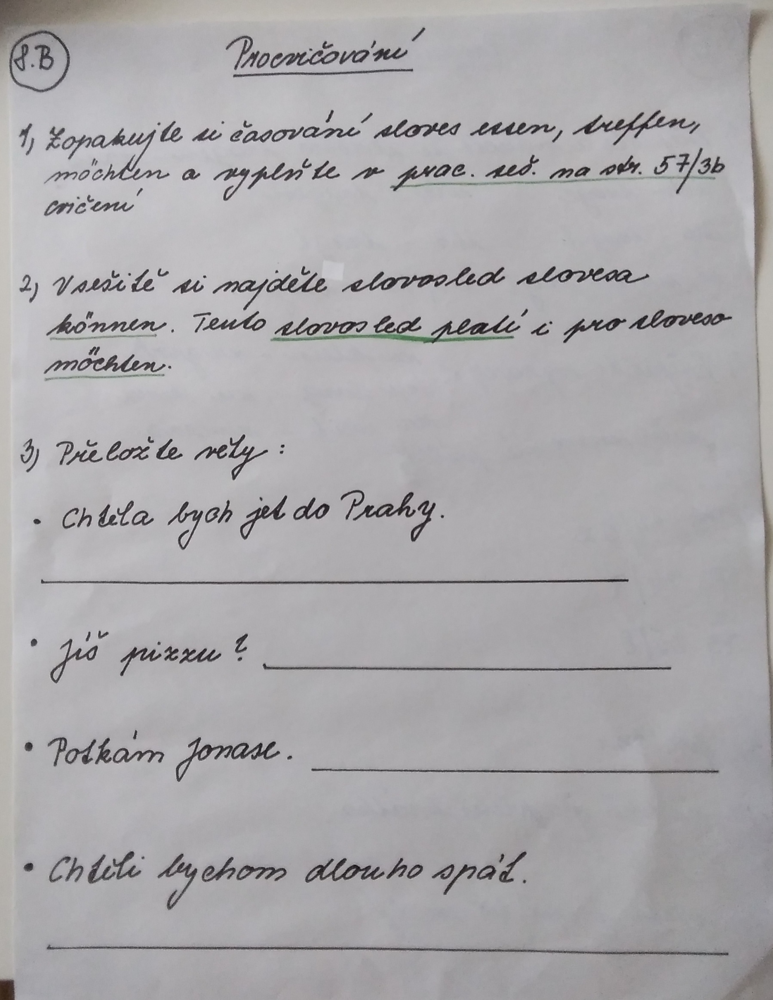 8.B
Procvičování
1) Zopakujte si časování sloves essen, treffen,
möchten a vyplňte v prac. seš. na str. 57/3b
cvičení
2) V sešitě si najděte slovosled slovesa
können. Tento slovosled platí i pro sloveso
möchten.
3) Přeložte věty :
• Chtěla bych jet do Prahy.
• Jíš pizzu?
• Potkám Jonase.
• Chtěli bychom dlouho spát.